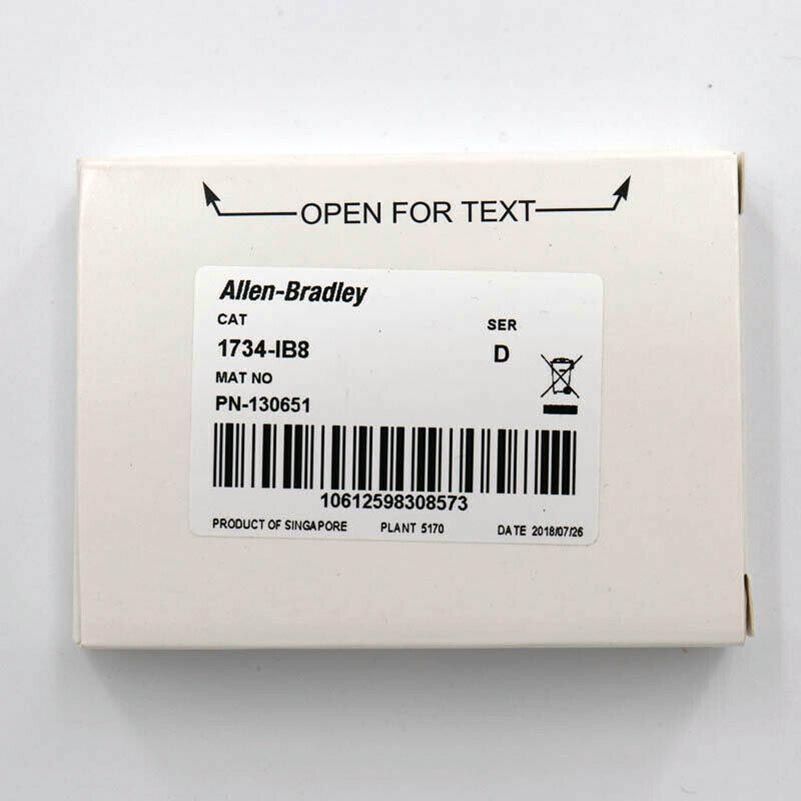 OPEN FOR TEXT
Allen-Bradley
CAT SER
1734-IB8 D
MAT NO
PN-130651
10612598308573
PRODUCT OF SINGAPORE PLANT 5170 DATE 2018/07/26